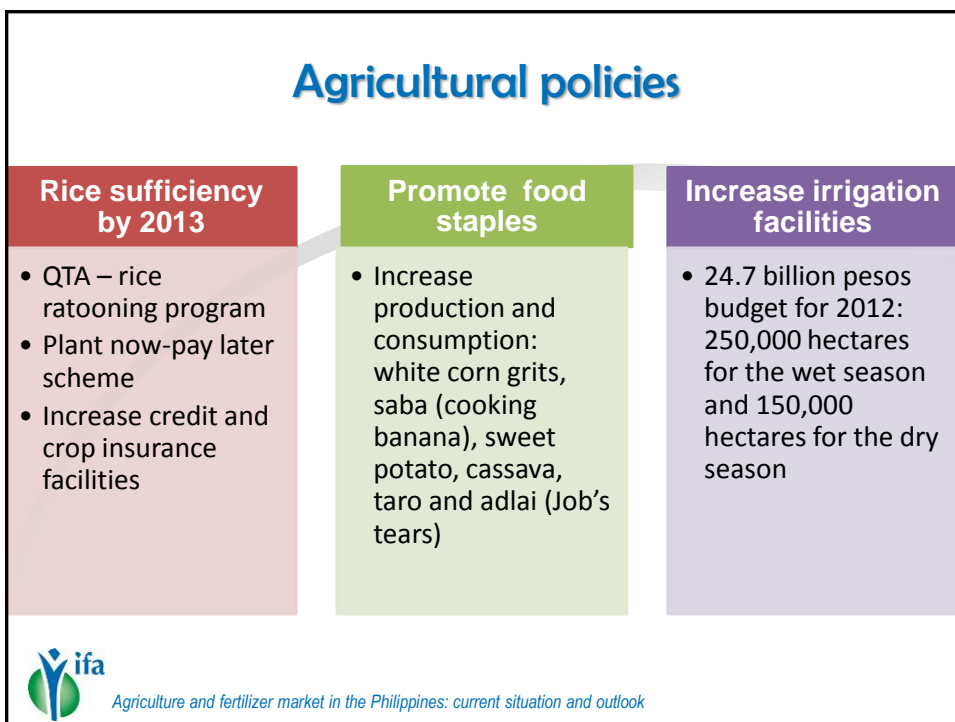 Agricultural policies
Rice sufficiency
by 2013
• QTA – rice
ratooning program
• Plant now-pay later
scheme
• Increase credit and
crop insurance
facilities
Promote food
staples
• Increase
production and
consumption:
white corn grits,
saba (cooking
banana), sweet
potato, cassava,
taro and adlai (Job’s
tears)
Increase irrigation
facilities
• 24.7 billion pesos
budget for 2012:
250,000 hectares
for the wet season
and 150,000
hectares for the dry
season
ifa
Agriculture and fertilizer market in the Philippines: current situation and outlook